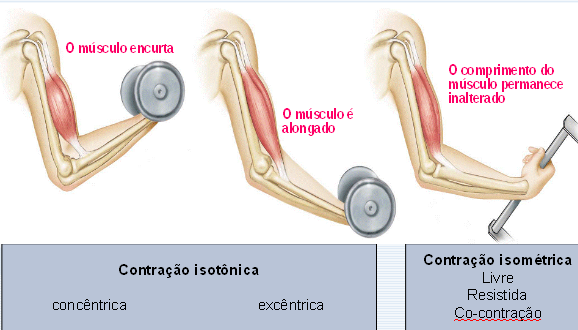 O músculo encurta
O músculo é
alongado
O comprimento do
músculo permanece
inalterado
Contração isotônica
concêntrica excêntrica
Contração isométrica
Livre
Resistida
Co-contração